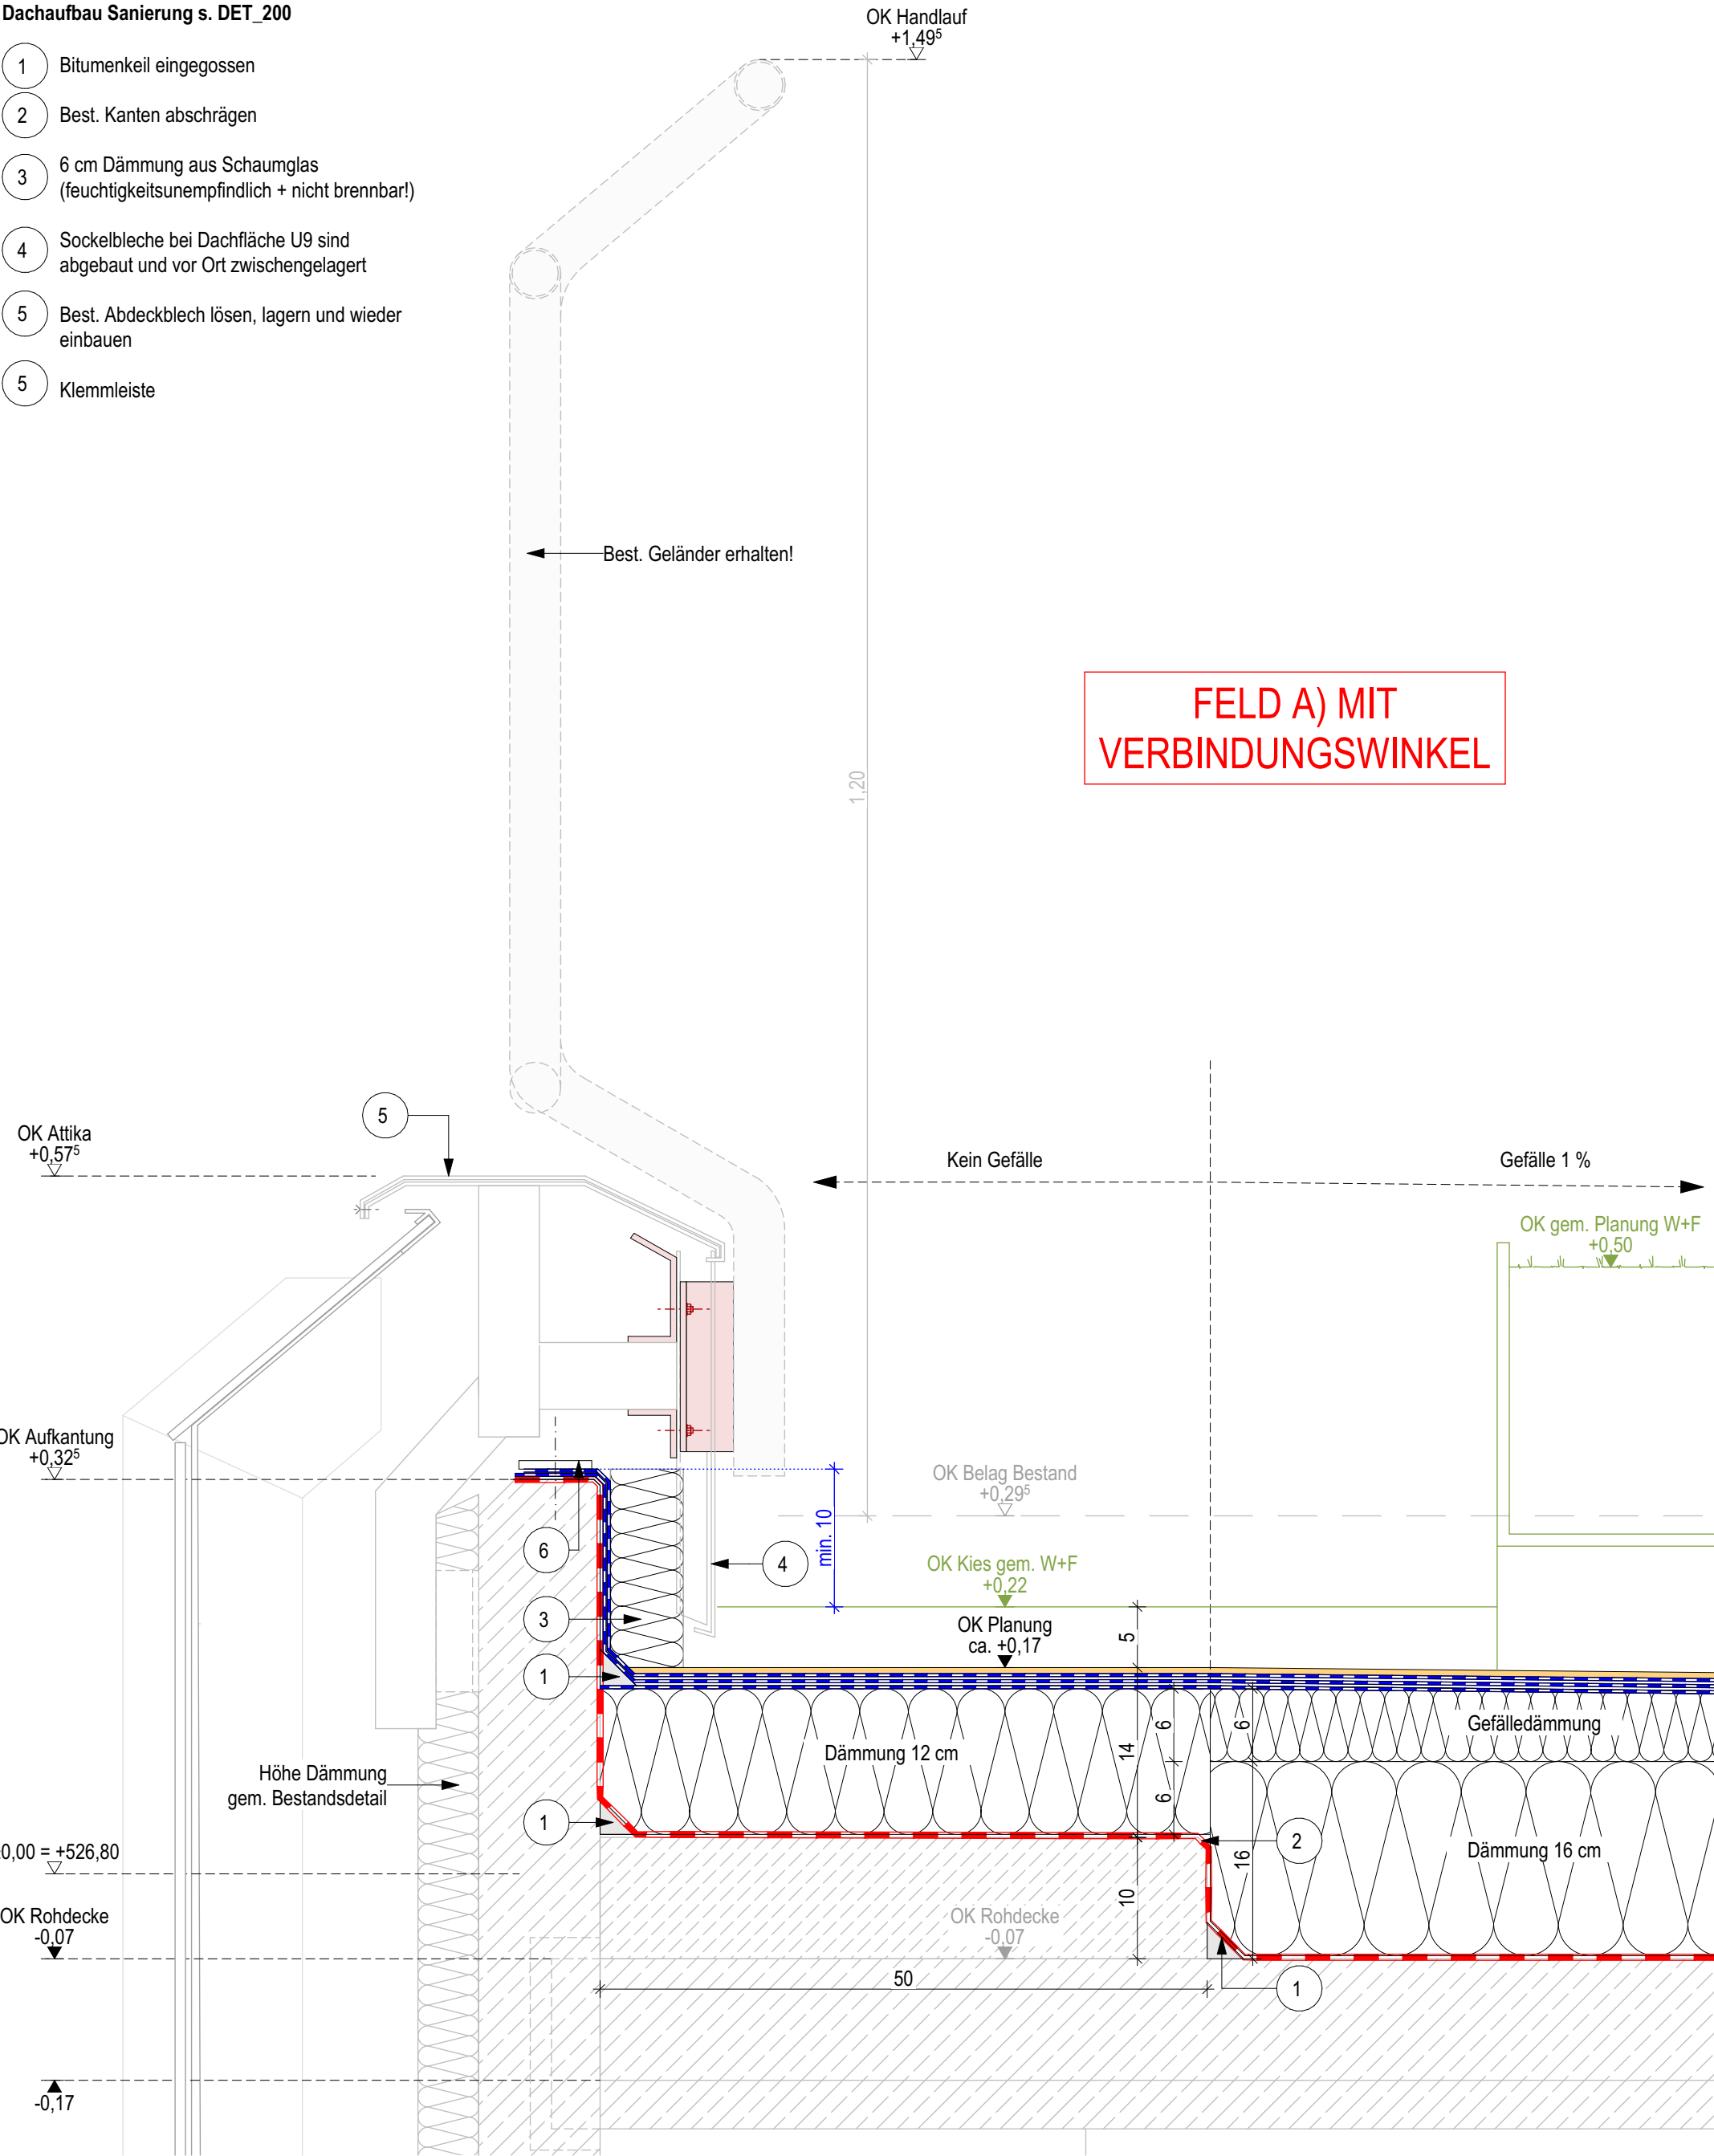 Dachaufbau Sanierung s. DET_200
1 Bitumenkeil eingegossen
2 Best. Kanten abschrägen
3 6 cm Dämmung aus Schaumglas
(feuchtigkeitsunempfindlich + nicht brennbar!)
4 Sockelbleche bei Dachfläche U9 sind
abgebaut und vor Ort zwischengelagert
5 Best. Abdeckblech lösen, lagern und wieder
einbauen
5 Klemmleiste
OK Handlauf
+1,49⁵
Best. Geländer erhalten!
FELD A) MIT
VERBINDUNGSWINKEL
1,20
5
OK Attika
+0,57⁵
Kein Gefälle
Gefälle 1 %
OK gem. Planung W+F
+0,50
OK Aufkantung
+0,32⁵
OK Belag Bestand
+0,29⁵
min. 10
6
4
OK Kies gem. W+F
+0,22
3
OK Planung
ca. +0,17
5
1
Gefälledämmung
6
6
14
Dämmung 12 cm
Höhe Dämmung
gem. Bestandsdetail
6
1
2
16
Dämmung 16 cm
0,00 = +526,80
10
OK Rohdecke
-0,07
OK Rohdecke
-0,07
50
1
-0,17